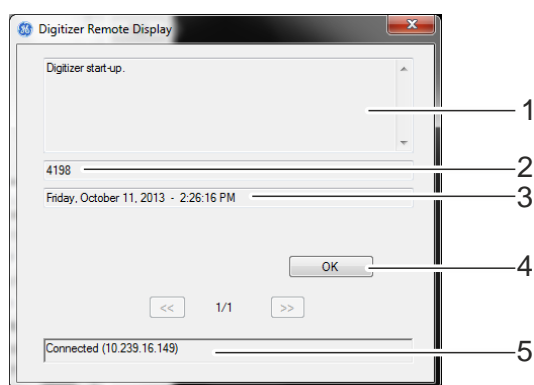 Digitizer Remote Display
Digitizer start-up.
1
4198
2
Friday, October 11, 2013 - 2:26:16 PM
3
OK
4
<< 1/1 >>
Connected (10.239.16.149)
5